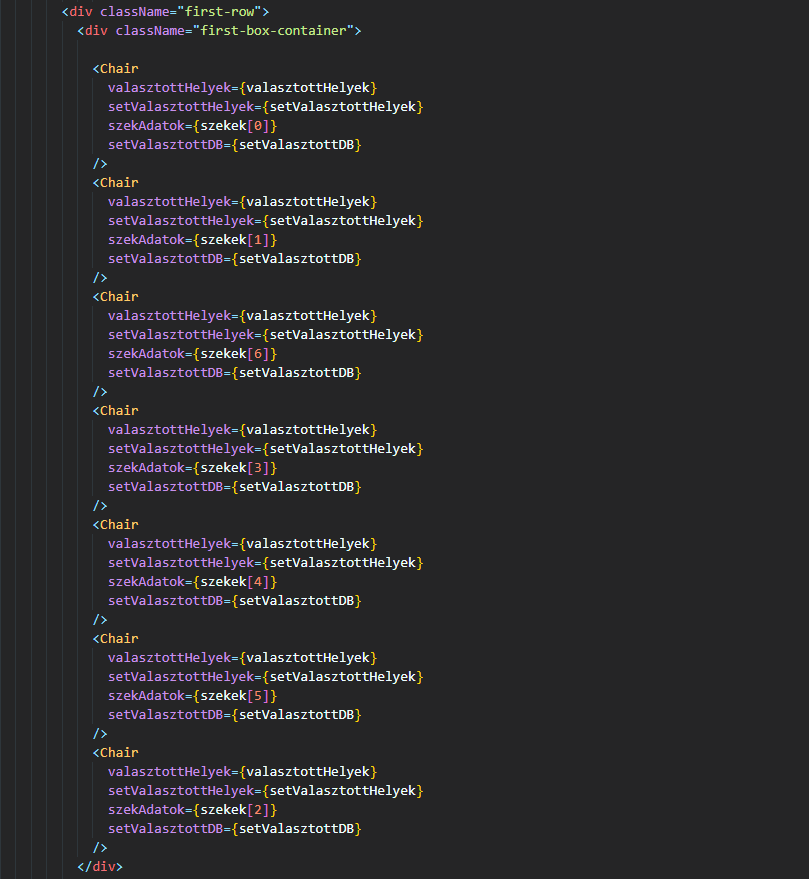 <div className="first-row">
<div className="first-box-container">
<Chair
valasztottHelyek={valasztottHelyek}
setValasztottHelyek={setValasztottHelyek}
szekAdatok={szekek[0]}
setValasztottDB={setValasztottDB}
/>
<Chair
valasztottHelyek={valasztottHelyek}
setValasztottHelyek={setValasztottHelyek}
szekAdatok={szekek[1]}
setValasztottDB={setValasztottDB}
/>
<Chair
valasztottHelyek={valasztottHelyek}
setValasztottHelyek={setValasztottHelyek}
szekAdatok={szekek[6]}
setValasztottDB={setValasztottDB}
/>
<Chair
valasztottHelyek={valasztottHelyek}
setValasztottHelyek={setValasztottHelyek}
szekAdatok={szekek[3]}
setValasztottDB={setValasztottDB}
/>
<Chair
valasztottHelyek={valasztottHelyek}
setValasztottHelyek={setValasztottHelyek}
szekAdatok={szekek[4]}
setValasztottDB={setValasztottDB}
/>
<Chair
valasztottHelyek={valasztottHelyek}
setValasztottHelyek={setValasztottHelyek}
szekAdatok={szekek[5]}
setValasztottDB={setValasztottDB}
/>
<Chair
valasztottHelyek={valasztottHelyek}
setValasztottHelyek={setValasztottHelyek}
szekAdatok={szekek[2]}
setValasztottDB={setValasztottDB}
/>
</div>